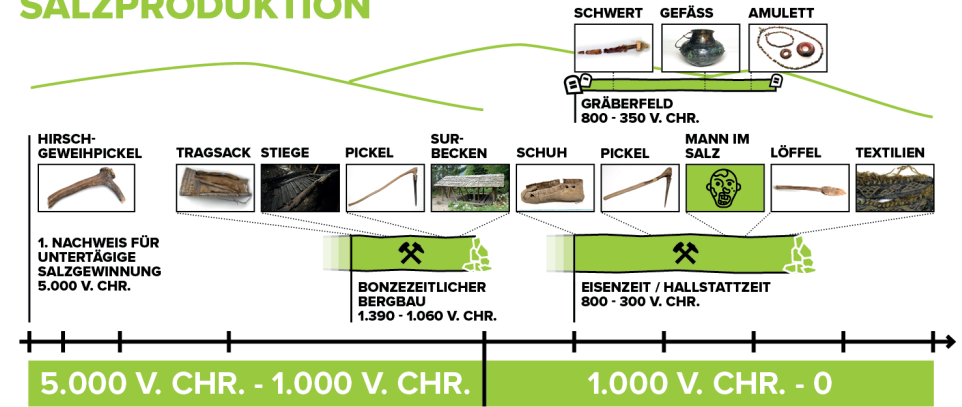 SALZPRODUKTION
SCHWERT
GEFÄSS
AMULETT
GRÄBERFELD
800 - 350 V. CHR.
HIRSCH-
GEWEIHPICKEL
TRAGSACK
STIEGE
PICKEL
SUR-
BECKEN
SCHUH
PICKEL
MANN IM
SALZ
LÖFFEL
TEXTILIEN
1. NACHWEIS FÜR
UNTERTÄGIGE
SALZGEWINNUNG
5.000 V. CHR.
BONZEZEITLICHER
BERGBAU
1.390 - 1.060 V. CHR.
EISENZEIT / HALLSTATTZEIT
800 - 300 V. CHR.
5.000 V. CHR. - 1.000 V. CHR.
1.000 V. CHR. - 0